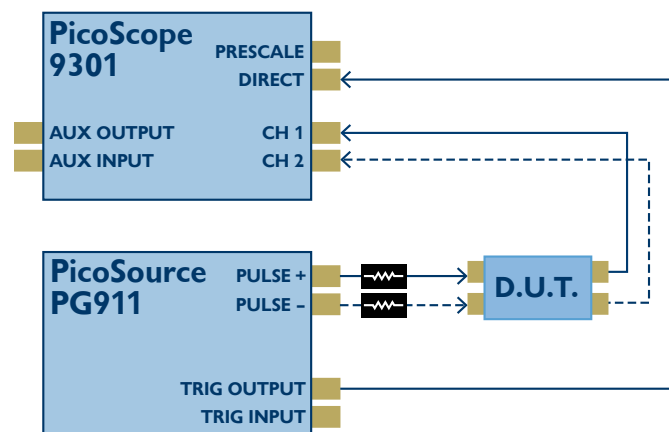 PicoScope
9301
PRESCALE
DIRECT
AUX OUTPUT
CH 1
AUX INPUT
CH 2
PicoSource
PG911
PULSE +
PULSE –
D.U.T.
TRIG OUTPUT
TRIG INPUT